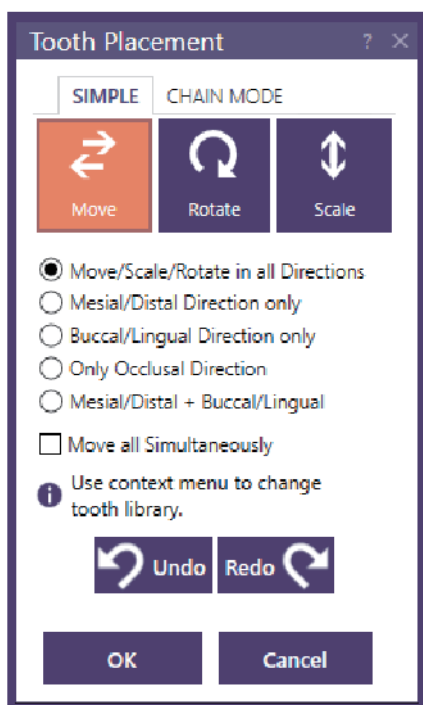 Tooth Placement ? ×
SIMPLE CHAIN MODE
Move Rotate Scale
Move/Scale/Rotate in all Directions
Mesial/Distal Direction only
Buccal/Lingual Direction only
Only Occlusal Direction
Mesial/Distal + Buccal/Lingual
Move all Simultaneously
Use context menu to change
tooth library.
Undo Redo
OK Cancel